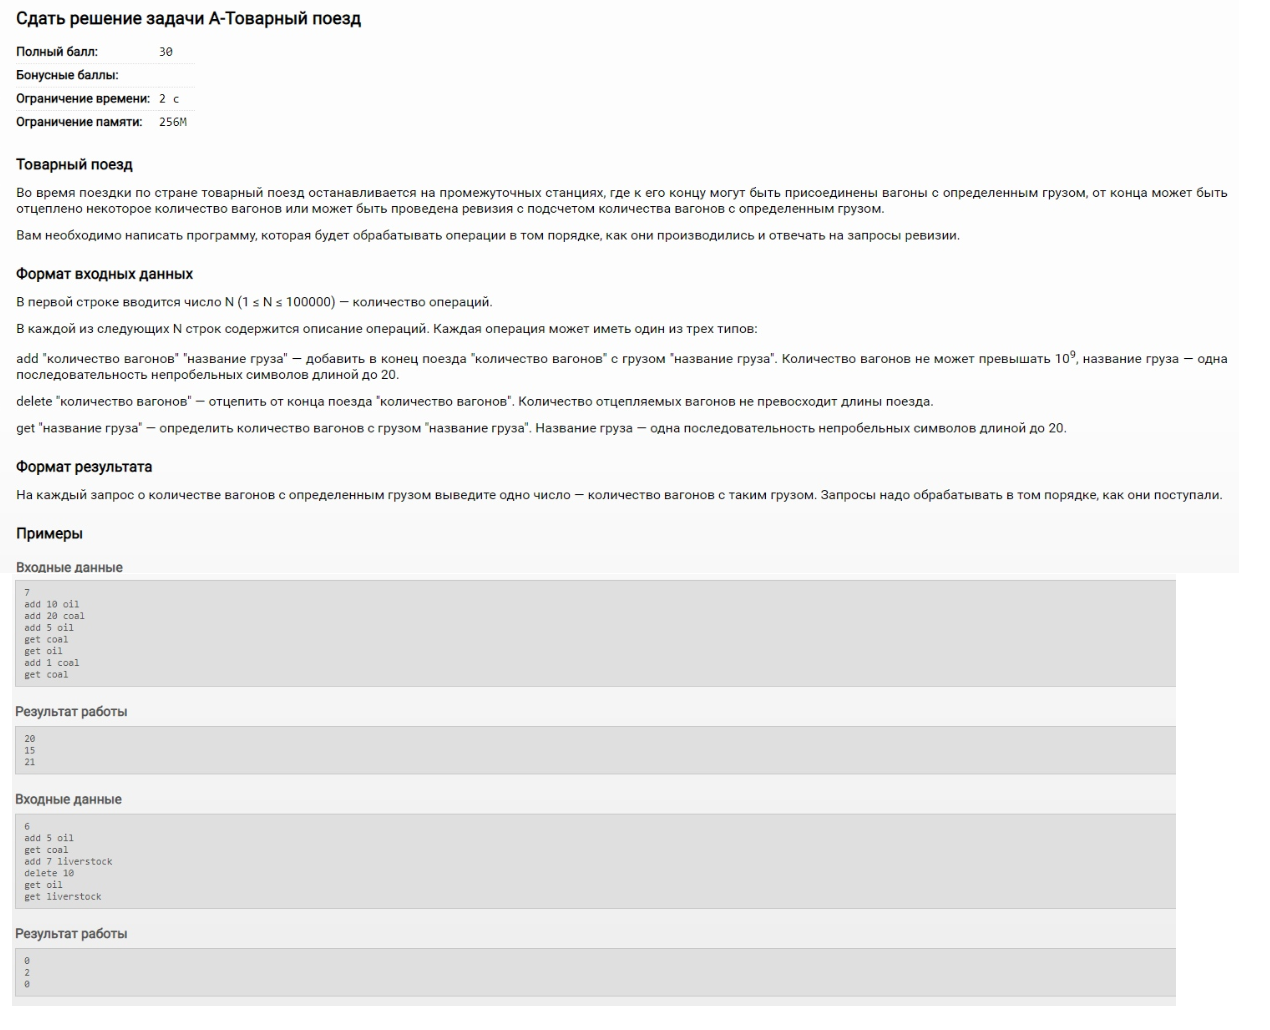 Сдать решение задачи A-Товарный поезд
Полный балл: 30
Бонусные баллы:
Ограничение времени: 2 с
Ограничение памяти: 256M
Товарный поезд
Во время поездки по стране товарный поезд останавливается на промежуточных станциях, где к его концу могут быть присоединены вагоны с определенным грузом, от конца может быть
отцеплено некоторое количество вагонов или может быть проведена ревизия с подсчетом количества вагонов с определенным грузом.
Вам необходимо написать программу, которая будет обрабатывать операции в том порядке, как они производились и отвечать на запросы ревизии.
Формат входных данных
В первой строке вводится число N (1 ≤ N ≤ 100000) — количество операций.
В каждой из следующих N строк содержится описание операций. Каждая операция может иметь один из трех типов:
add "количество вагонов" "название груза" — добавить в конец поезда "количество вагонов" с грузом "название груза". Количество вагонов не может превышать 10⁹, название груза — одна
последовательность непробельных символов длиной до 20.
delete "количество вагонов" — отцепить от конца поезда "количество вагонов". Количество отцепляемых вагонов не превосходит длины поезда.
get "название груза" — определить количество вагонов с грузом "название груза". Название груза — одна последовательность непробельных символов длиной до 20.
Формат результата
На каждый запрос о количестве вагонов с определенным грузом выведите одно число — количество вагонов с таким грузом. Запросы надо обрабатывать в том порядке, как они поступали.
Примеры
Входные данные
7
add 10 oil
add 20 coal
add 5 oil
get coal
get oil
add 1 coal
get coal
Результат работы
20
15
21
Входные данные
6
add 5 oil
get coal
add 7 liverstock
delete 10
get oil
get liverstock
Результат работы
0
2
0